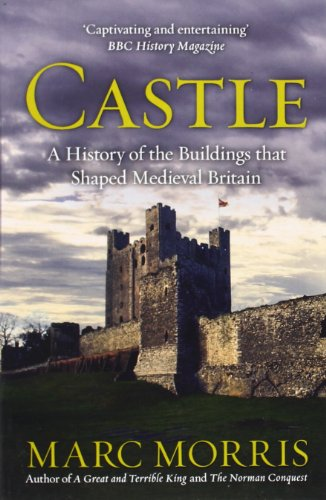 ‘Captivating and entertaining’
BBC History Magazine
CASTLE
A History of the Buildings that
Shaped Medieval Britain
MARC MORRIS
Author of A Great and Terrible King and The Norman Conquest